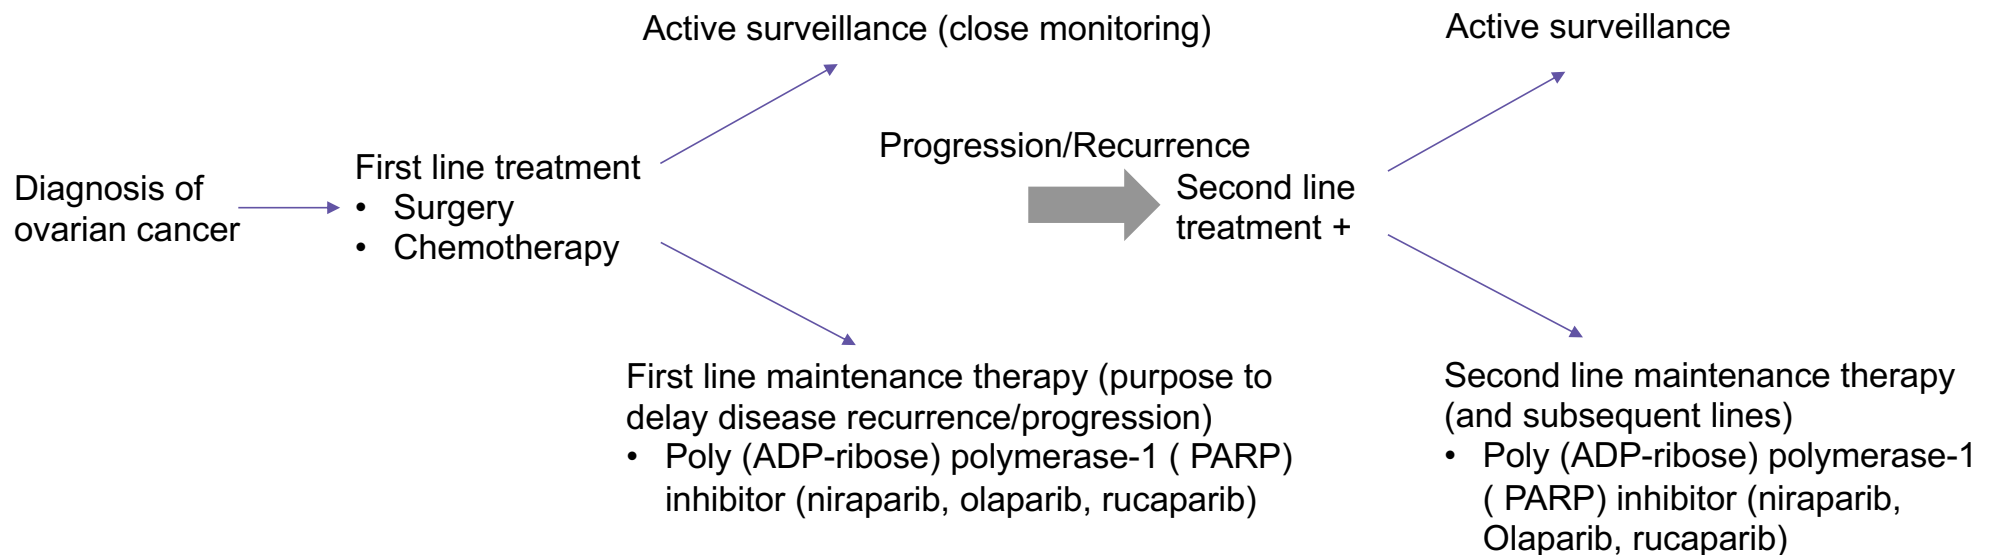 Active surveillance (close monitoring)
Active surveillance
Progression/Recurrence
Diagnosis of
ovarian cancer
First line treatment
• Surgery
• Chemotherapy
Second line
treatment +
First line maintenance therapy (purpose to
delay disease recurrence/progression)
• Poly (ADP-ribose) polymerase-1 ( PARP)
inhibitor (niraparib, olaparib, rucaparib)
Second line maintenance therapy
(and subsequent lines)
• Poly (ADP-ribose) polymerase-1
( PARP) inhibitor (niraparib,
Olaparib, rucaparib)